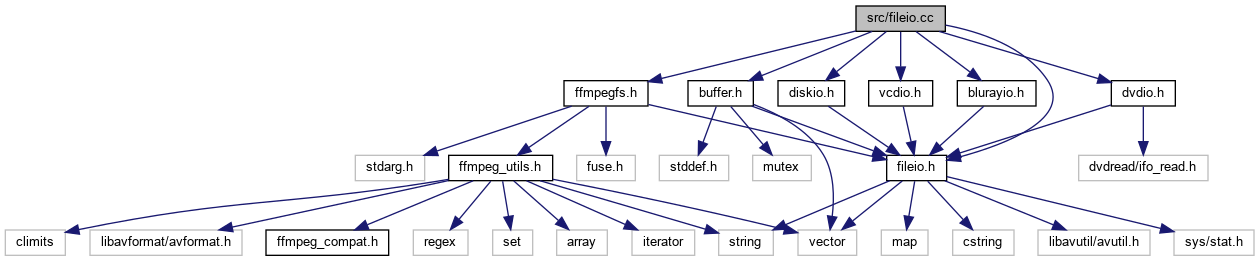 src/fileio.cc
ffmpegfs.h
buffer.h
diskio.h
vcdio.h
blurayio.h
dvdio.h
stdarg.h
ffmpeg_utils.h
fuse.h
stddef.h
mutex
fileio.h
dvdread/ifo_read.h
climits
libavformat/avformat.h
ffmpeg_compat.h
regex
set
array
iterator
string
vector
map
cstring
libavutil/avutil.h
sys/stat.h